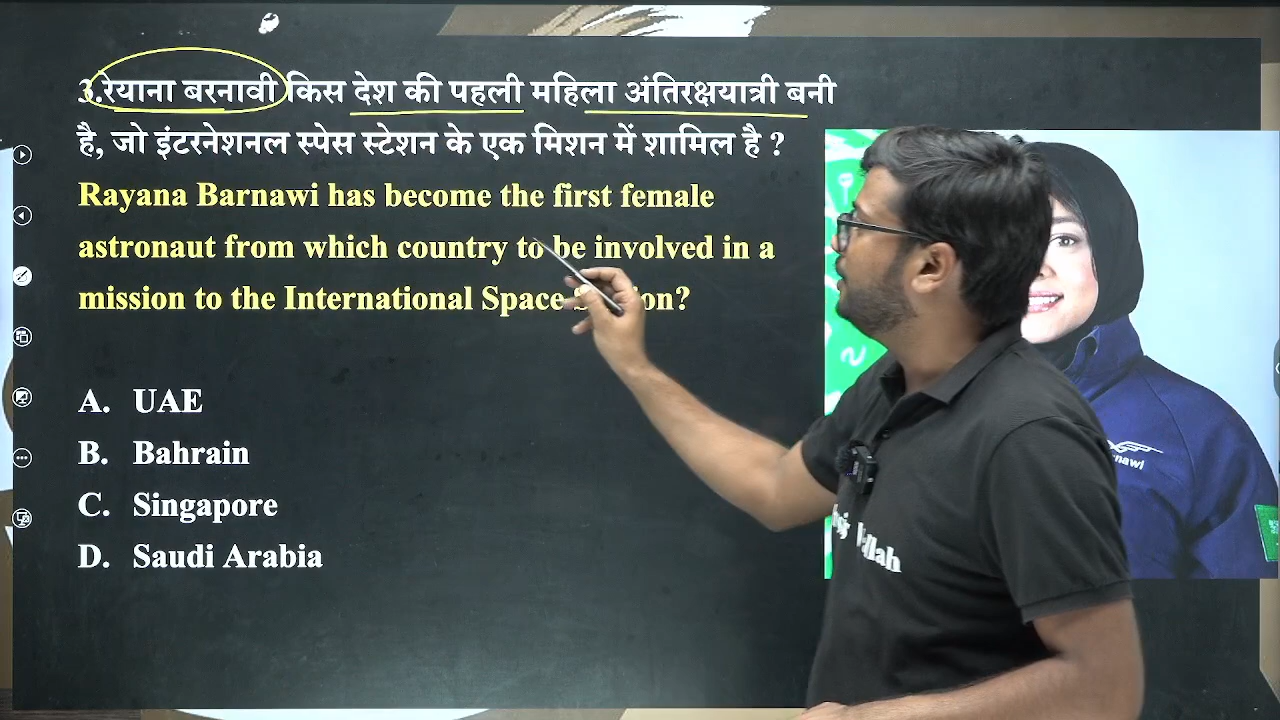 3.रेयाना बरनावी किस देश की पहली महिला अंतिरक्षयात्री बनी
है, जो इंटरनेशनल स्पेस स्टेशन के एक मिशन में शामिल है ?
Rayana Barnawi has become the first female
astronaut from which country to be involved in a
mission to the International Space
A. UAE
B. Bahrain
C. Singapore
D. Saudi Arabia